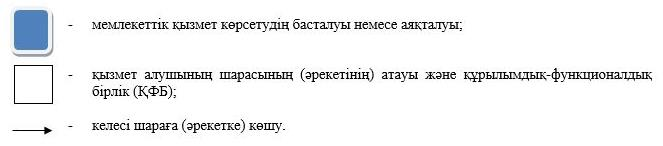 - мемлекеттік қызмет көрсетудің басталуы немесе аяқталуы;
- қызмет алушының шарасының (әрекетінің) атауы және құрылымдық-функционалдық
бірлік (ҚФБ);
- келесі шараға (әрекетке) көшу.